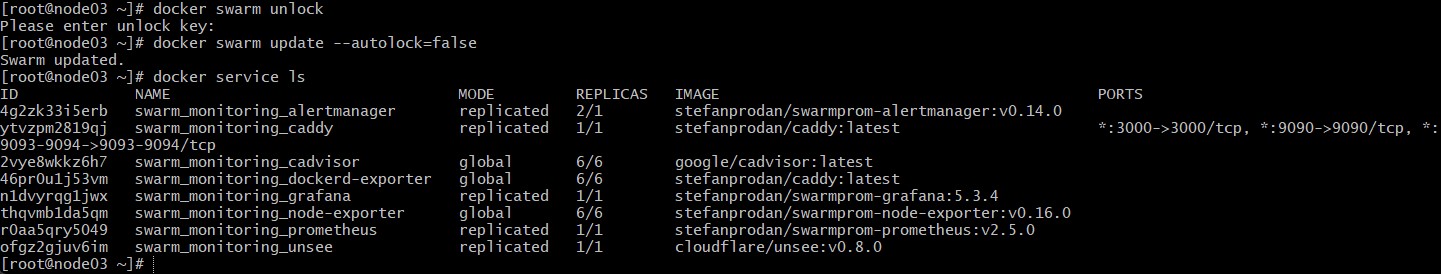 [root@node03 ~]# docker swarm unlock
Please enter unlock key:
[root@node03 ~]# docker swarm update --autolock=false
Swarm updated.
[root@node03 ~]# docker service ls
ID NAME MODE REPLICAS IMAGE PORTS
4g2zk33i5erb swarm_monitoring_alertmanager replicated 2/1 stefanprodan/swarmprom-alertmanager:v0.14.0
ytvzpm2819qj swarm_monitoring_caddy replicated 1/1 stefanprodan/caddy:latest *:3000->3000/tcp, *:9090->9090/tcp, *:
9093-9094->9093-9094/tcp
2vye8wkkz6h7 swarm_monitoring_cadvisor global 6/6 google/cadvisor:latest
46pr0u1j53vm swarm_monitoring_dockerd-exporter global 6/6 stefanprodan/caddy:latest
n1dvyrqg1jwx swarm_monitoring_grafana replicated 1/1 stefanprodan/swarmprom-grafana:5.3.4
thqvmb1da5qm swarm_monitoring_node-exporter global 6/6 stefanprodan/swarmprom-node-exporter:v0.16.0
r0aa5qry5049 swarm_monitoring_prometheus replicated 1/1 stefanprodan/swarmprom-prometheus:v2.5.0
ofgz2gjuv6im swarm_monitoring_unsee replicated 1/1 cloudflare/unsee:v0.8.0
[root@node03 ~]#